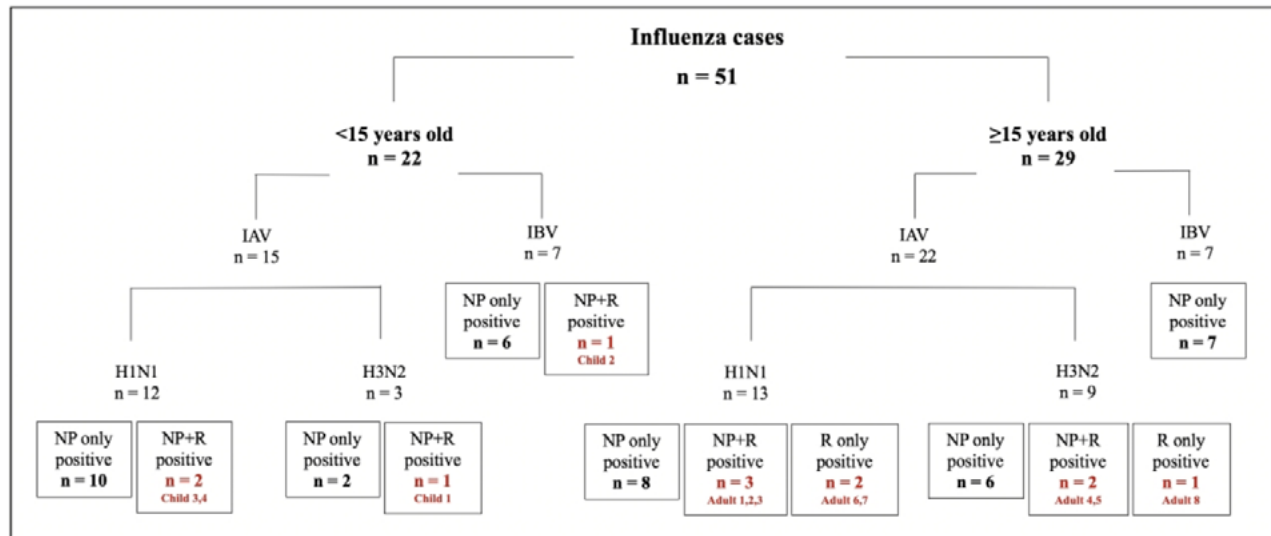 Influenza cases
n = 51
<15 years old
n = 22
≥15 years old
n = 29
IAV
n = 15
IBV
n = 7
IAV
n = 22
IBV
n = 7
NP only
positive
n = 6
NP+R
positive
n = 1
Child 2
NP only
positive
n = 7
H1N1
n = 12
H3N2
n = 3
H1N1
n = 13
H3N2
n = 9
NP only
positive
n = 10
NP+R
positive
n = 2
Child 3,4
NP only
positive
n = 2
NP+R
positive
n = 1
Child 1
NP only
positive
n = 8
NP+R
positive
n = 3
Adult 1,2,3
R only
positive
n = 2
Adult 6,7
NP only
positive
n = 6
NP+R
positive
n = 2
Adult 4,5
R only
positive
n = 1
Adult 8